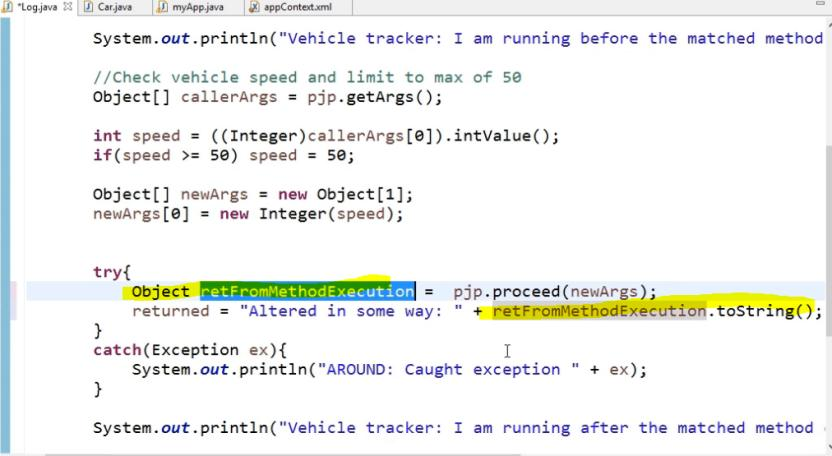 *Log.java Car.java myApp.java appContext.xml
System.out.println("Vehicle tracker: I am running before the matched method
//Check vehicle speed and limit to max of 50
Object[] callerArgs = pjp.getArgs();
int speed = ((Integer)callerArgs[0]).intValue();
if(speed >= 50) speed = 50;
Object[] newArgs = new Object[1];
newArgs[0] = new Integer(speed);
try{
Object retFromMethodExecution = pjp.proceed(newArgs);
returned = "Altered in some way: " + retFromMethodExecution.toString();
}
catch(Exception ex){
System.out.println("AROUND: Caught exception " + ex);
}
System.out.println("Vehicle tracker: I am running after the matched method